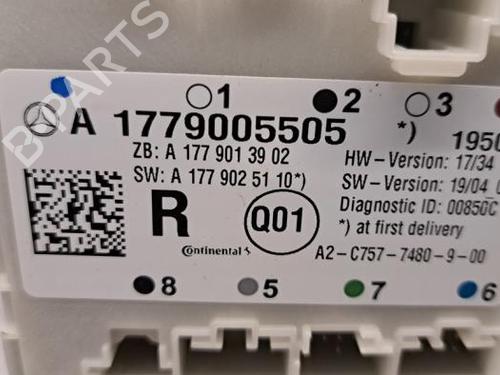 1 2 3
A 1779005505 *) 1950
ZB: A 177 901 39 02
SW: A 177 902 51 10*)
HW-Version: 17/34
SW-Version: 19/04
Diagnostic ID: 00850C
*) at first delivery
R Q01
Continental
A2-C757-7480-9-00
8 5 7 6
B-PARTS